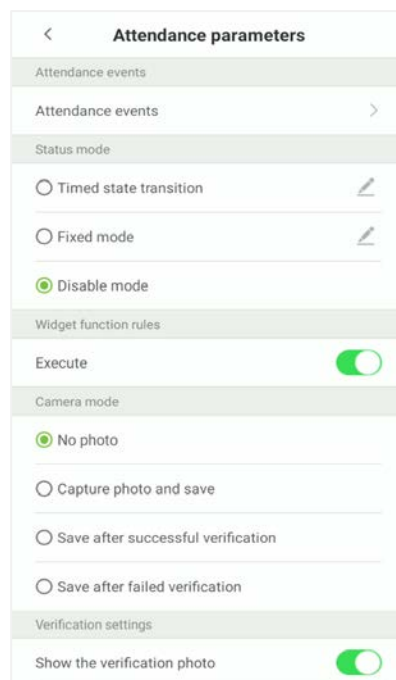 Attendance parameters
Attendance events
Attendance events
Status mode
Timed state transition
Fixed mode
Disable mode
Widget function rules
Execute
Camera mode
No photo
Capture photo and save
Save after successful verification
Save after failed verification
Verification settings
Show the verification photo